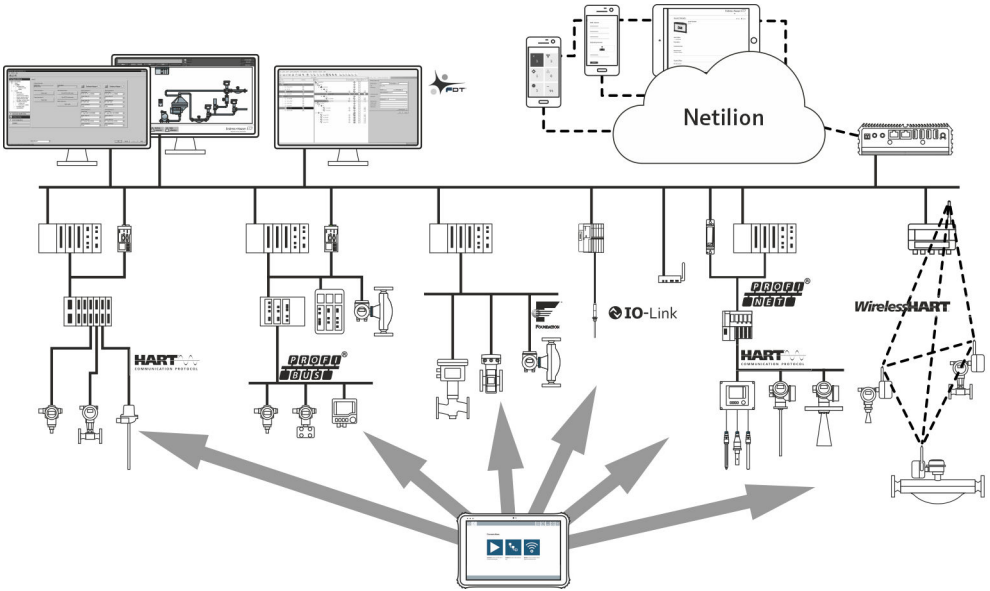 FDT
Netilion
HART
COMMUNICATION PROTOCOL
PROFI®
BUS
FOUNDATION
IO-Link
PROFI®
NET
HART
COMMUNICATION PROTOCOL
WirelessHART